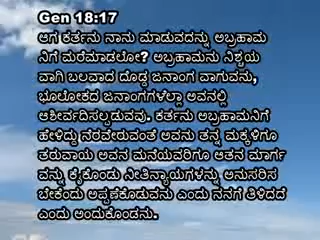 Gen 18:17
ಆಗ ಕರ್ತನು ನಾನು ಮಾಡುವದನ್ನು ಅಬ್ರಹಾಮ
ನಿಗೆ ಮರೆಮಾಡಲೋ? ಅಬ್ರಹಾಮನು ನಿಶ್ಚಯ
ವಾಗಿ ಬಲವಾದ ದೊಡ್ಡ ಜನಾಂಗ ವಾಗುವನು,
ಭೂಲೋಕದ ಜನಾಂಗಗಳೆಲ್ಲಾ ಅವನಲ್ಲಿ
ಆಶೀರ್ವದಿಸಲ್ಪಡುವವು. ಕರ್ತನು ಅಬ್ರಹಾಮನಿಗೆ
ಹೇಳಿದ್ದು ನೆರವೇರುವಂತೆ ಅವನು ತನ್ನ ಮಕ್ಕಳಿಗೂ
ತರುವಾಯ ಅವನ ಮನೆಯವರಿಗೂ ಆತನ ಮಾರ್ಗ
ವನ್ನು ಕೈಕೊಂಡು ನೀತಿನ್ಯಾಯಗಳನ್ನು ಅನುಸರಿಸ
ಬೇಕೆಂದು ಅಪ್ಪಣೆಕೊಡುವನು ಎಂದು ನನಗೆ ತಿಳಿದದೆ
ಎಂದು ಅಂದುಕೊಂಡನು.